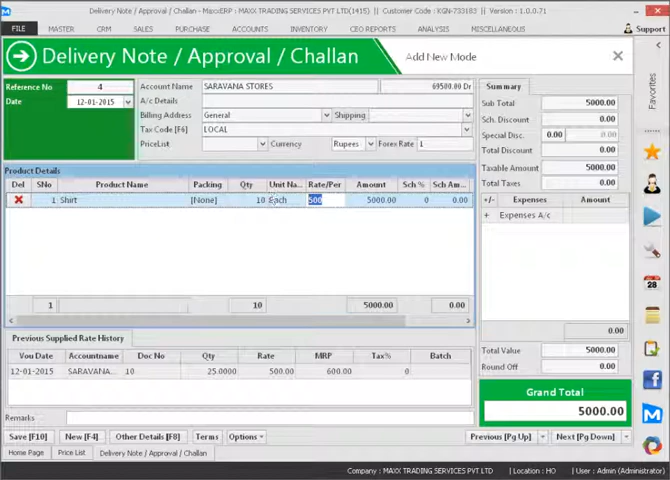 Delivery Note / Approval / Challan - MaxxERP : MAXX TRADING SERVICES PVT LTD(1415) || Customer Code : KGN-733183 || Version : 1.0.0.71
FILE MASTER CRM SALES PURCHASE ACCOUNTS INVENTORY CEO REPORTS ANALYSIS MISCELLANEOUS Support
Delivery Note / Approval / Challan Add New Mode
Reference No 4
Date 12-01-2015
Account Name SARAVANA STORES 69500.00 Dr
A/c Details
Billing Address General Shipping
Tax Code [F6] LOCAL
PriceList Currency Rupees Forex Rate 1
Summary
Sub Total 5000.00
Sch. Discount 0.00
Special Disc. 0.00 0.00
Total Discount 0.00
Taxable Amount 5000.00
Total Taxes 0.00
Favorites
Product Details
Del SNo Product Name Packing Qty Unit Na... Rate/Per Amount Sch % Sch Am...
1 Shirt [None] 10 Each 500 5000.00 0 0.00
1 10 5000.00 0.00
+/- Expenses Amount
+ Expenses A/c
0.00
28
Previous Supplied Rate History
Vou Date Accountname Doc No Qty Rate MRP Tax% Batch
12-01-2015 SARAVANA... 10 25.0000 500.00 600.00 0
Total Value 5000.00
Round Off 0.00
Grand Total
5000.00
Remarks
Save [F10] New [F4] Other Details [F8] Terms Options Previous [Pg Up] Next [Pg Down]
Home Page Price List Delivery Note / Approval / Challan
Company : MAXX TRADING SERVICES PVT LTD | Location : HO | User : Admin (Administrator)